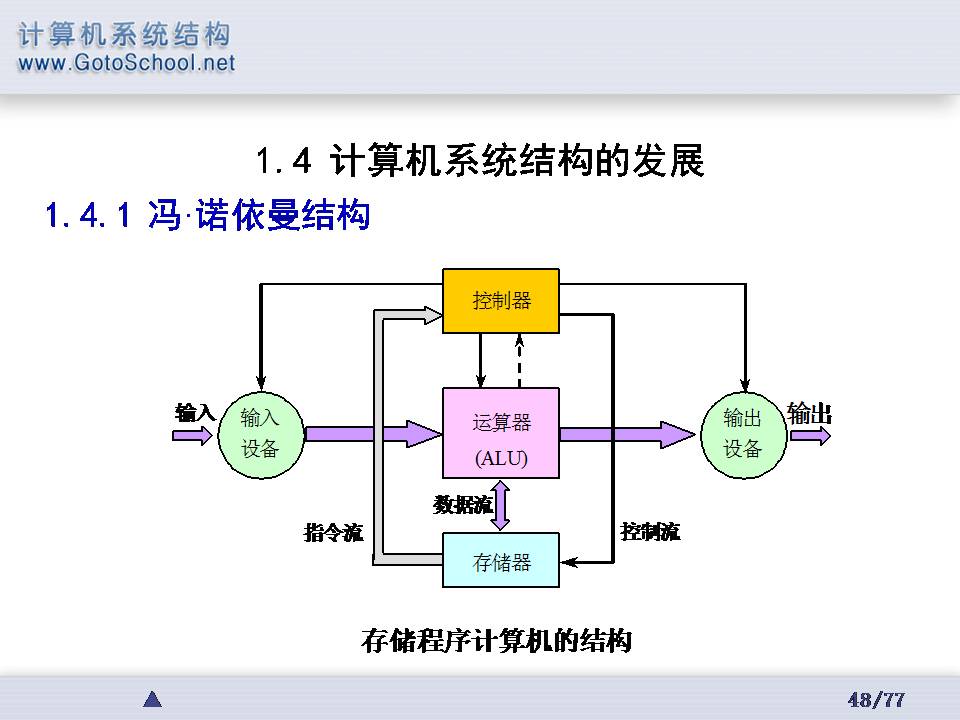 计算机系统结构
www.GotoSchool.net
1.4 计算机系统结构的发展
1.4.1 冯·诺依曼结构
控制器
输入
输入
设备
运算器
(ALU)
输出
设备
输出
数据流
指令流
控制流
存储器
存储程序计算机的结构
48/77